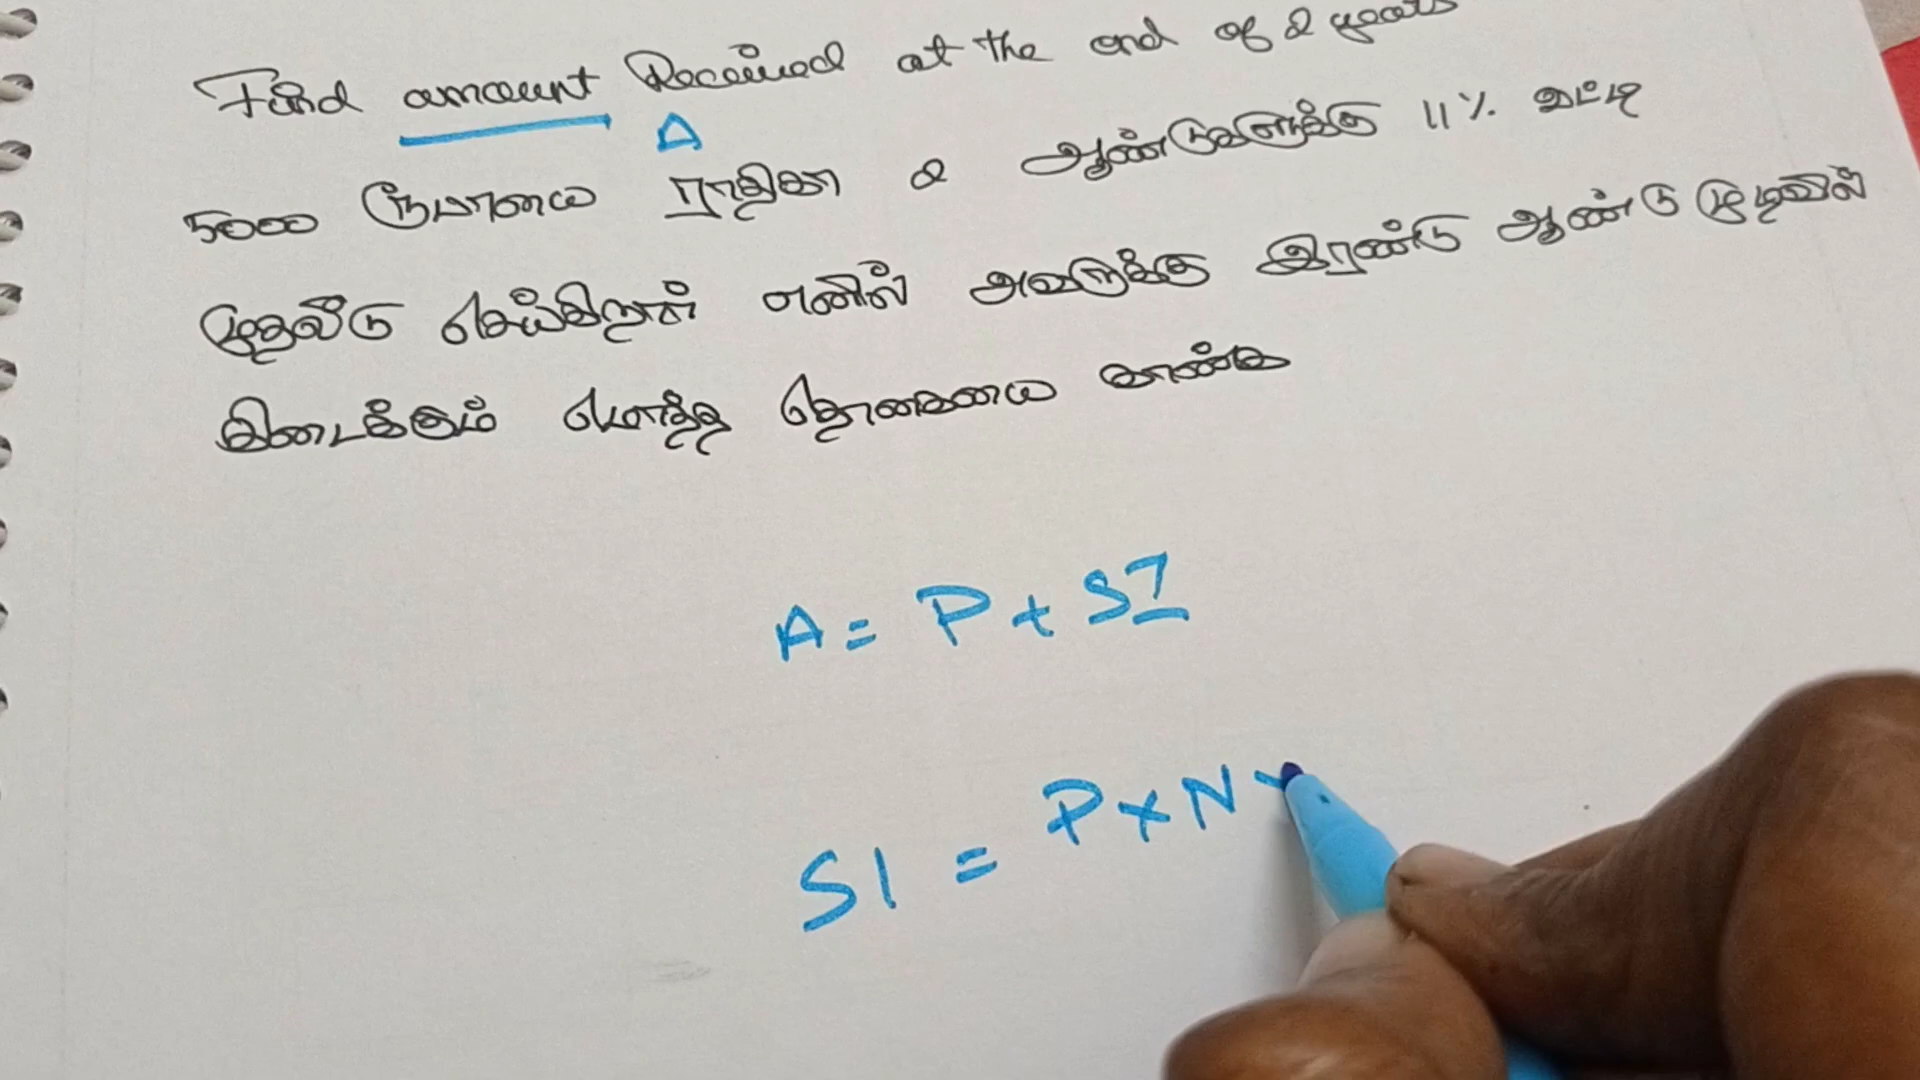 Find amount Received at the end of 2 years
A
5000 ரூபாயை ராதிகா 2 ஆண்டுகளுக்கு 11% வட்டி
முதலீடு செய்கிறாள் எனில் அவளுக்கு இரண்டு ஆண்டு முடிவில்
கிடைக்கும் மொத்த தொகையை காண்க
A = P + SI
SI = P × N ×